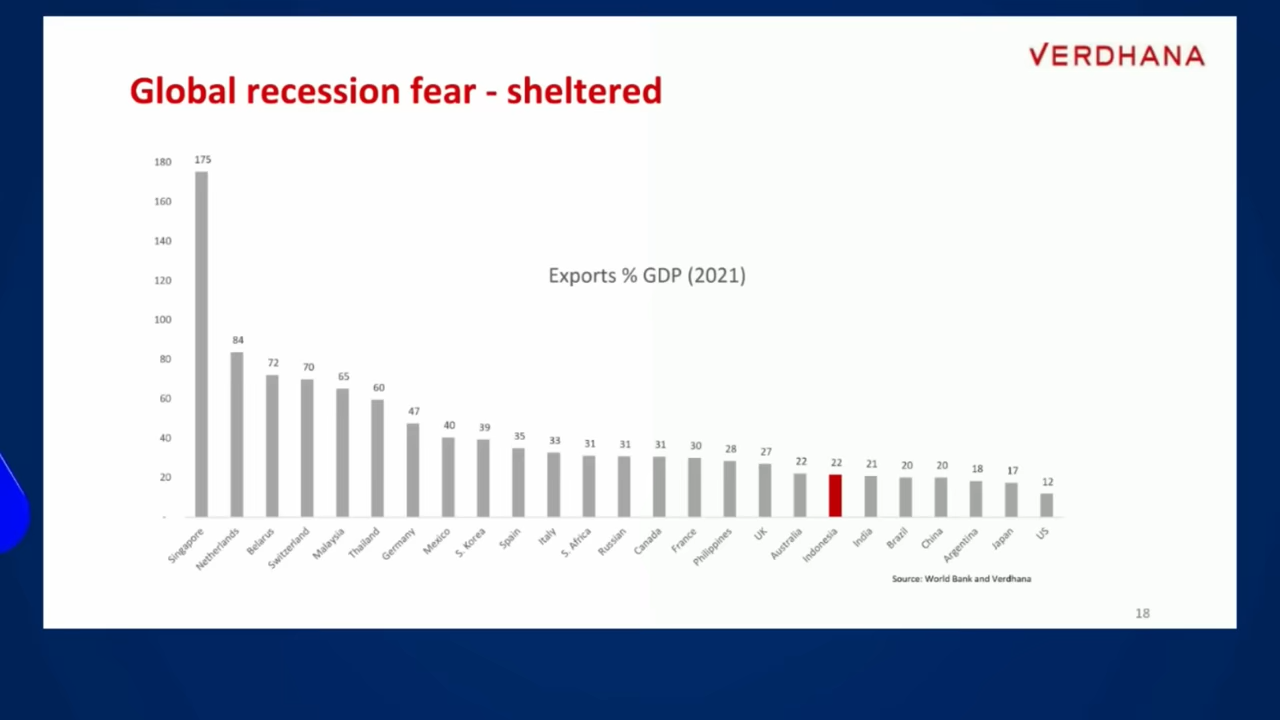 VERDHANA
Global recession fear - sheltered
Exports % GDP (2021)
180
160
140
120
100
80
60
40
20
-
175
84
72
70
65
60
47
40
39
35
33
31
31
31
30
28
27
22
22
21
20
20
18
17
12
Singapore
Netherlands
Belarus
Switzerland
Malaysia
Thailand
Germany
Mexico
S. Korea
Spain
Italy
S. Africa
Russian
Canada
France
Philippines
UK
Australia
Indonesia
India
Brazil
China
Argentina
Japan
US
Source: World Bank and Verdhana
18